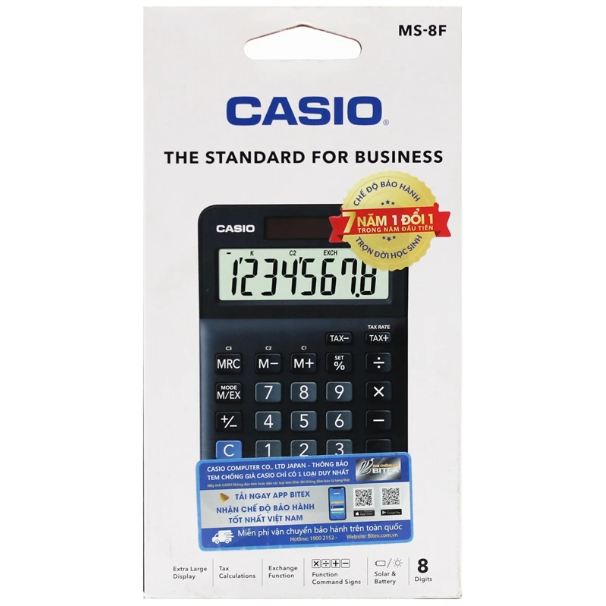 MS-8F
CASIO®
THE STANDARD FOR BUSINESS
CHẾ ĐỘ BẢO HÀNH
7 NĂM 1 ĐỔI 1
TRONG NĂM ĐẦU TIÊN
TRỌN ĐỜI HỌC SINH
CASIO
K C2 EXCH
1'234'567.8
TAX RATE
TAX− TAX+
C3 C2 C1
MRC M− M+ SET % ÷
MODE
M/EX 7 8 9 ×
+/− 4 5 6 −
C 1 2 3
CASIO COMPUTER CO., LTD JAPAN - THÔNG BÁO
TEM CHỐNG GIẢ CASIO CHỈ CÓ 1 LOẠI DUY NHẤT
BITEX
TẢI NGAY APP BITEX
NHẬN CHẾ ĐỘ BẢO HÀNH
TỐT NHẤT VIỆT NAM
Miễn phí vận chuyển bảo hành trên toàn quốc
Hotline: 1900 2152 - Website: Bitex.com.vn
Extra Large Display
Tax Calculations
Exchange Function
Function Command Signs
Solar & Battery
8 Digits